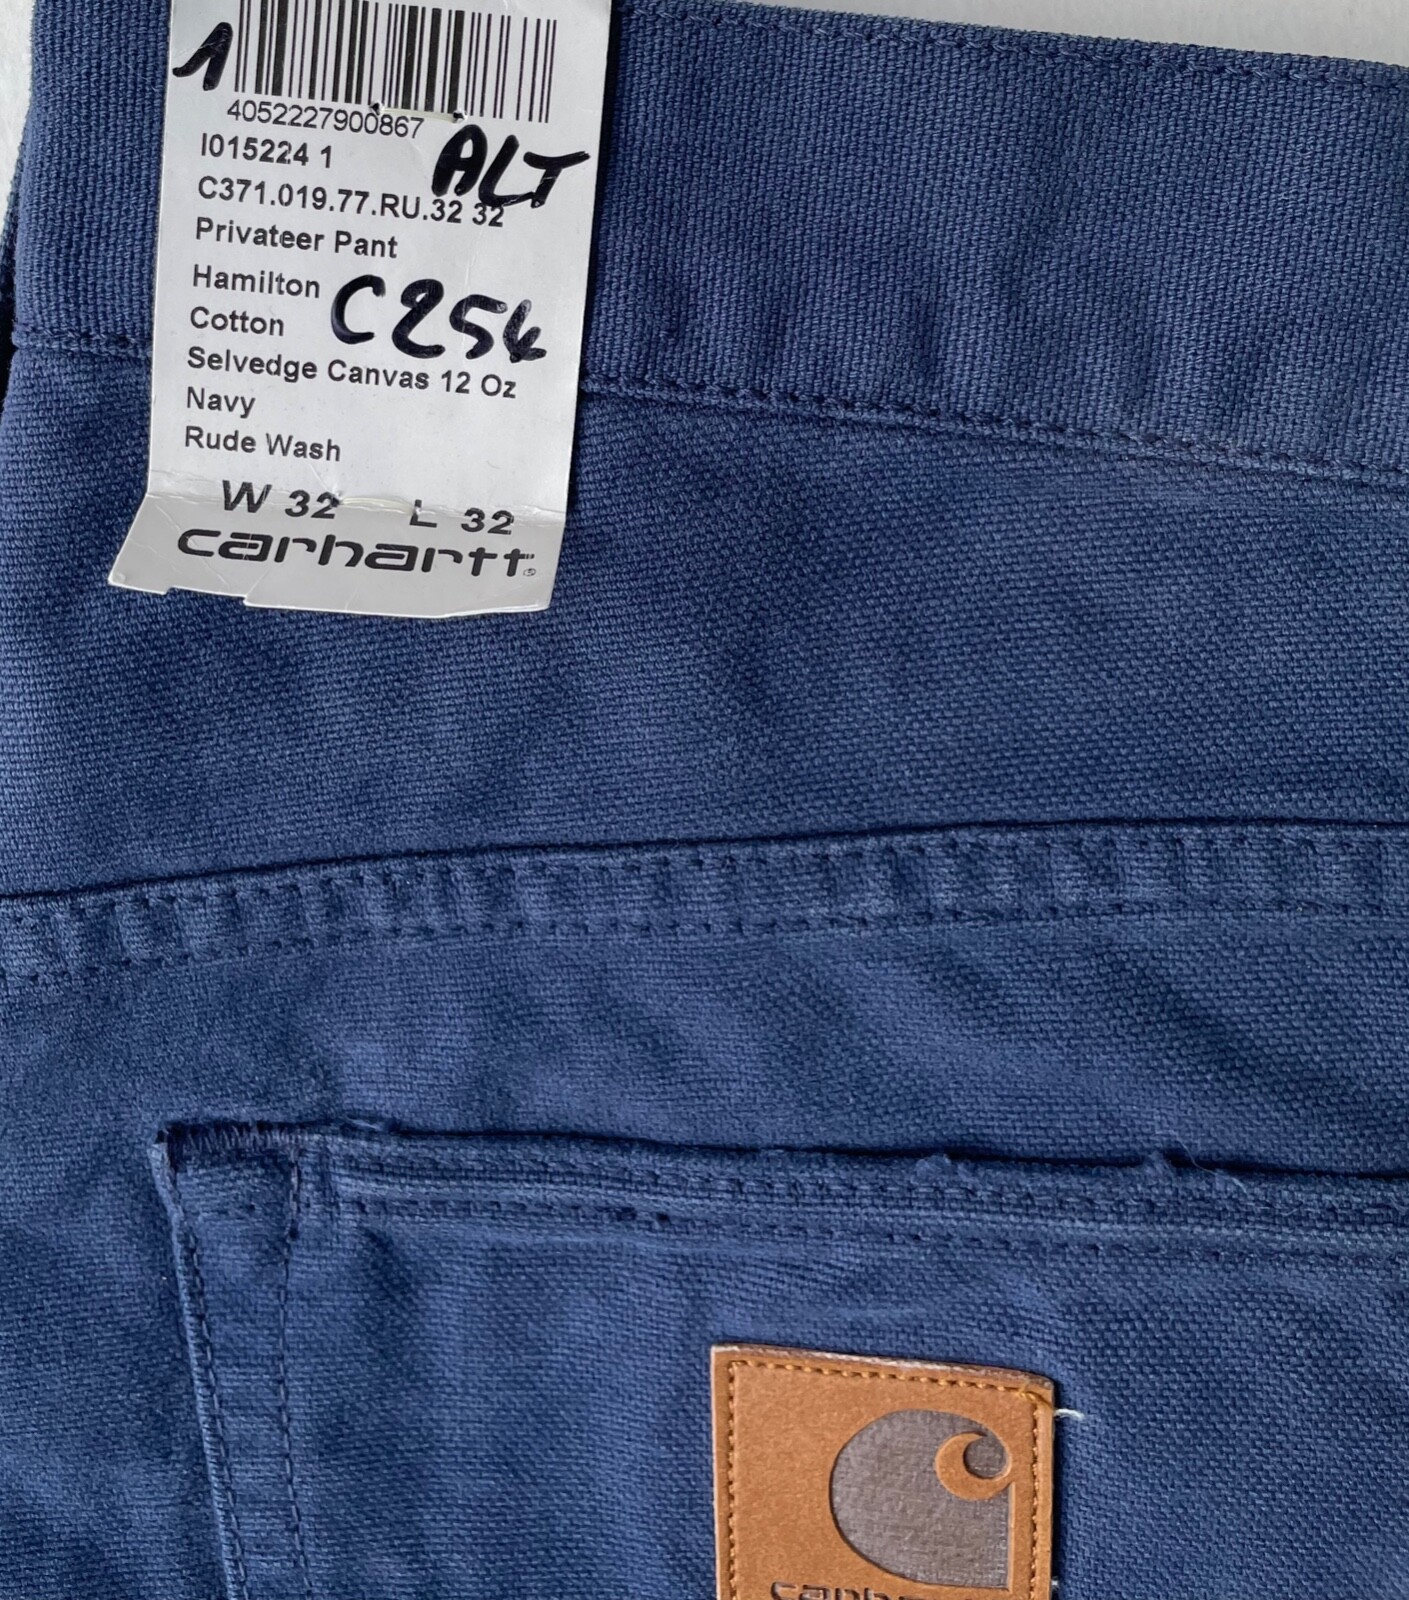 1
4052227900867
ALT
I015224 1
C371.019.77.RU.32 32
Privateer Pant
Hamilton
C254
Cotton
Selvedge Canvas 12 Oz
Navy
Rude Wash
W 32 L 32
carhartt®